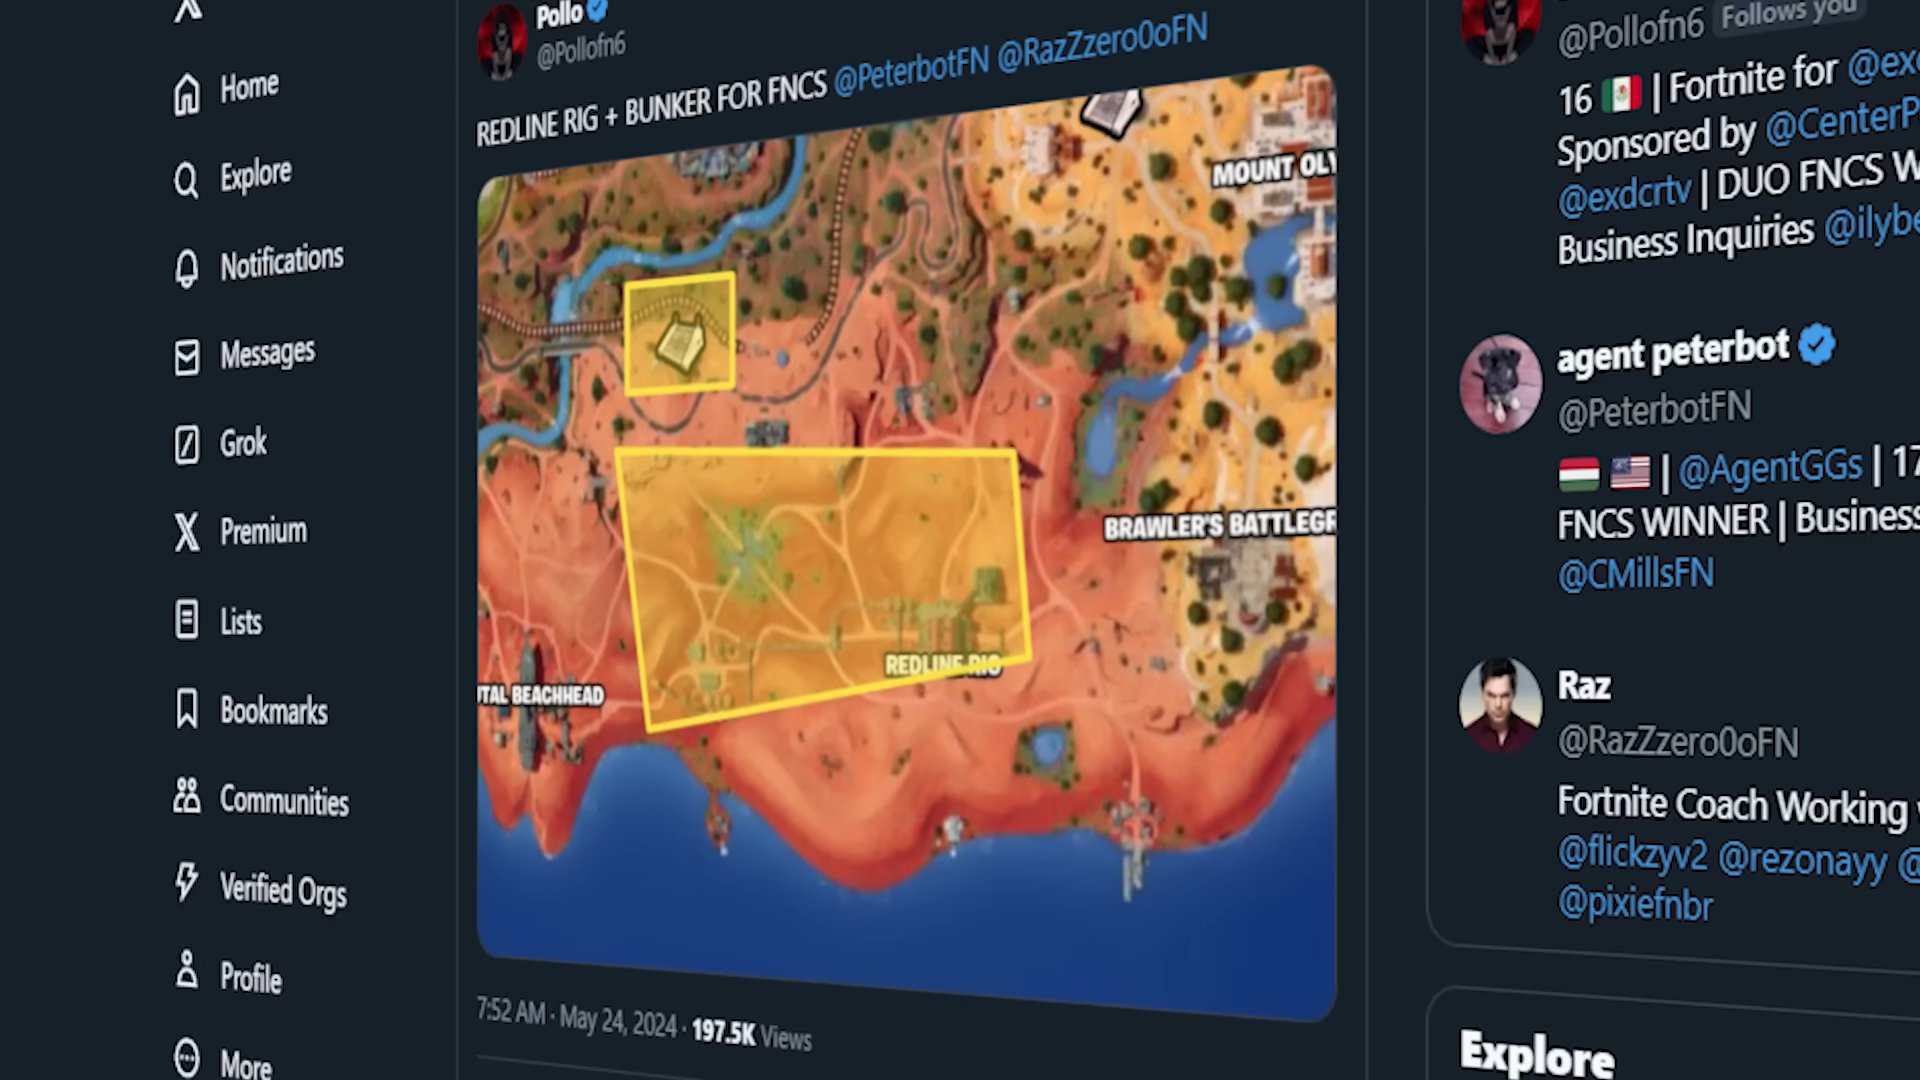 Home
Explore
Notifications
Messages
Grok
Premium
Lists
Bookmarks
Communities
Verified Orgs
Profile
More
Pollo
@Pollofn6
REDLINE RIG + BUNKER FOR FNCS @PeterbotFN @RazZzero0oFN
MOUNT OLY
BRAWLER'S BATTLEGR
REDLINE RIG
TAL BEACHHEAD
7:52 AM · May 24, 2024 · 197.5K Views
@Pollofn6 Follows you
16 🇲🇽 | Fortnite for @exc
Sponsored by @CenterP
@exdcrtv | DUO FNCS W
Business Inquiries @ilybe
agent peterbot
@PeterbotFN
🇭🇺 🇺🇸 | @AgentGGs | 17
FNCS WINNER | Business
@CMillsFN
Raz
@RazZzero0oFN
Fortnite Coach Working
@flickzyv2 @rezonayy @
@pixiefnbr
Explore